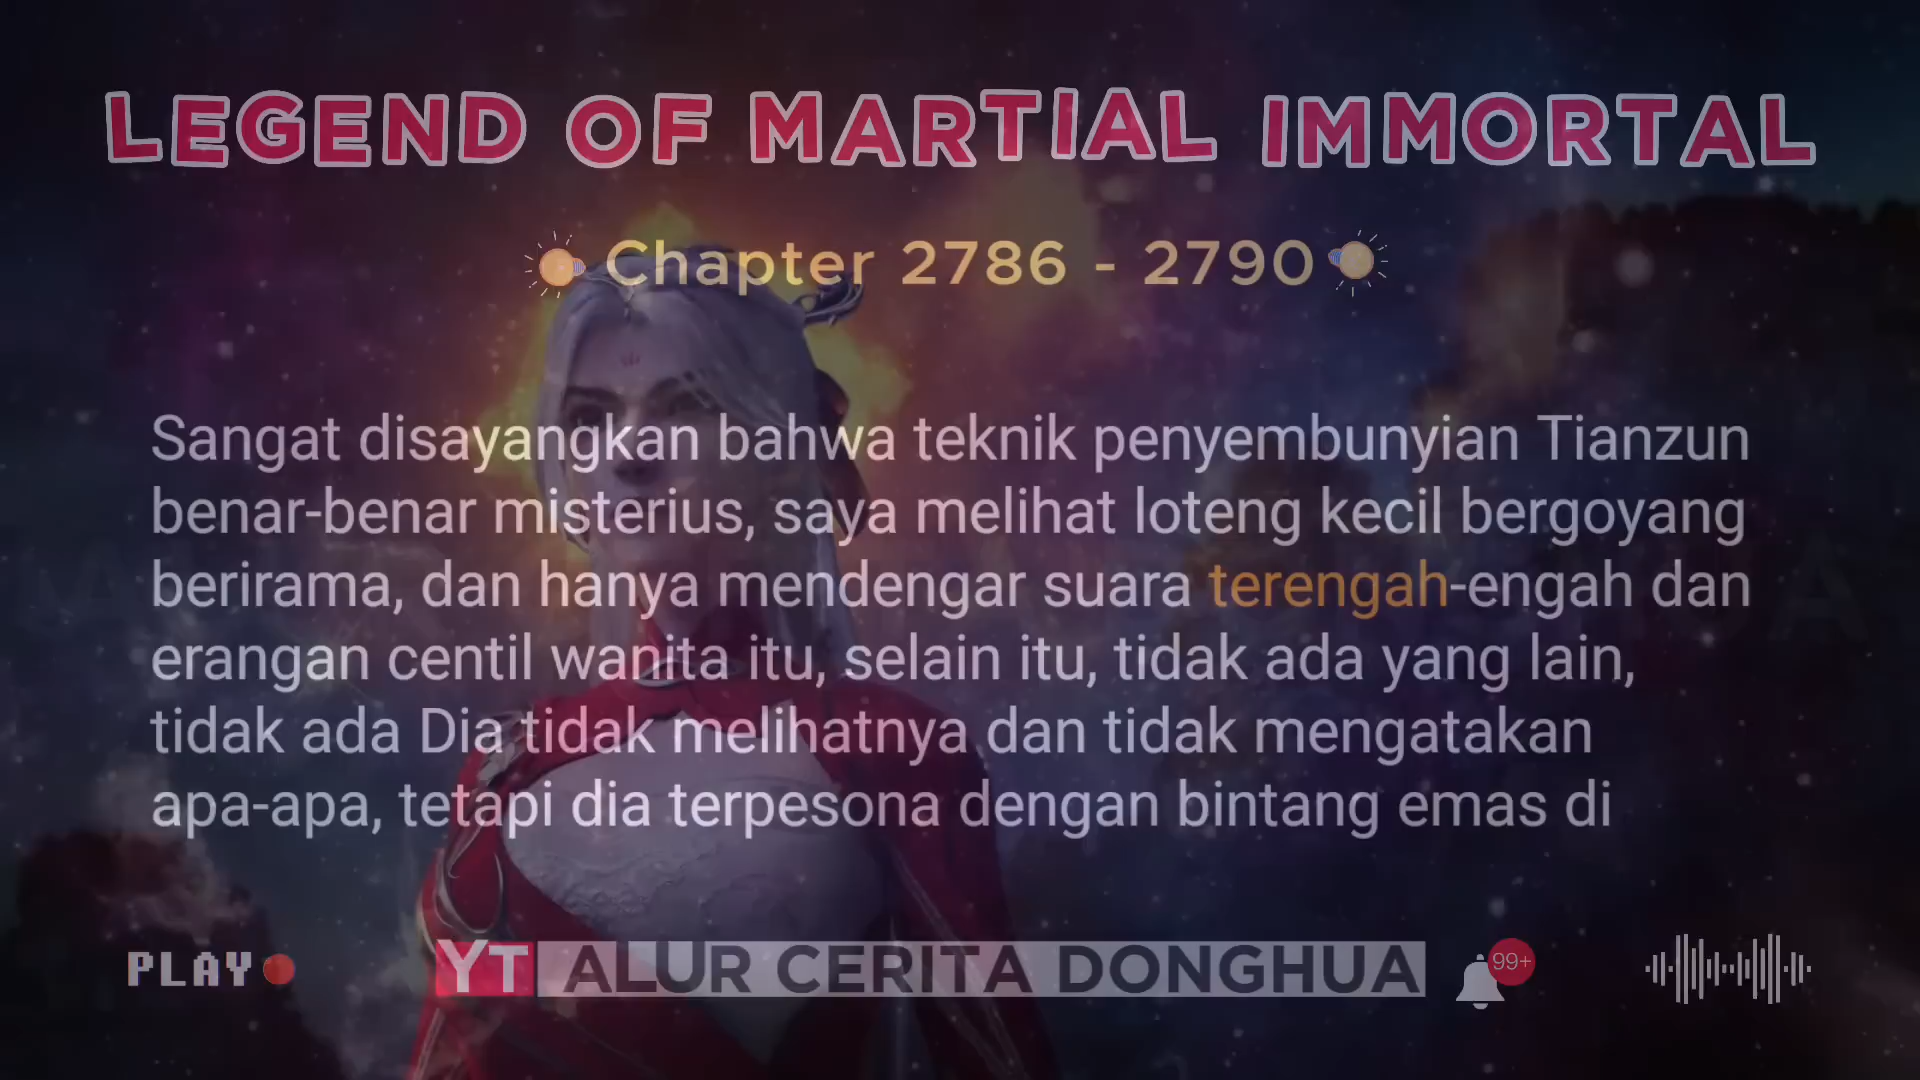 LEGEND OF MARTIAL IMMORTAL
Chapter 2786 - 2790
Sangat disayangkan bahwa teknik penyembunyian Tianzun
benar-benar misterius, saya melihat loteng kecil bergoyang
berirama, dan hanya mendengar suara terengah-engah dan
erangan centil wanita itu, selain itu, tidak ada yang lain,
tidak ada Dia tidak melihatnya dan tidak mengatakan
apa-apa, tetapi dia terpesona dengan bintang emas di
PLAY
YT ALUR CERITA DONGHUA
99+